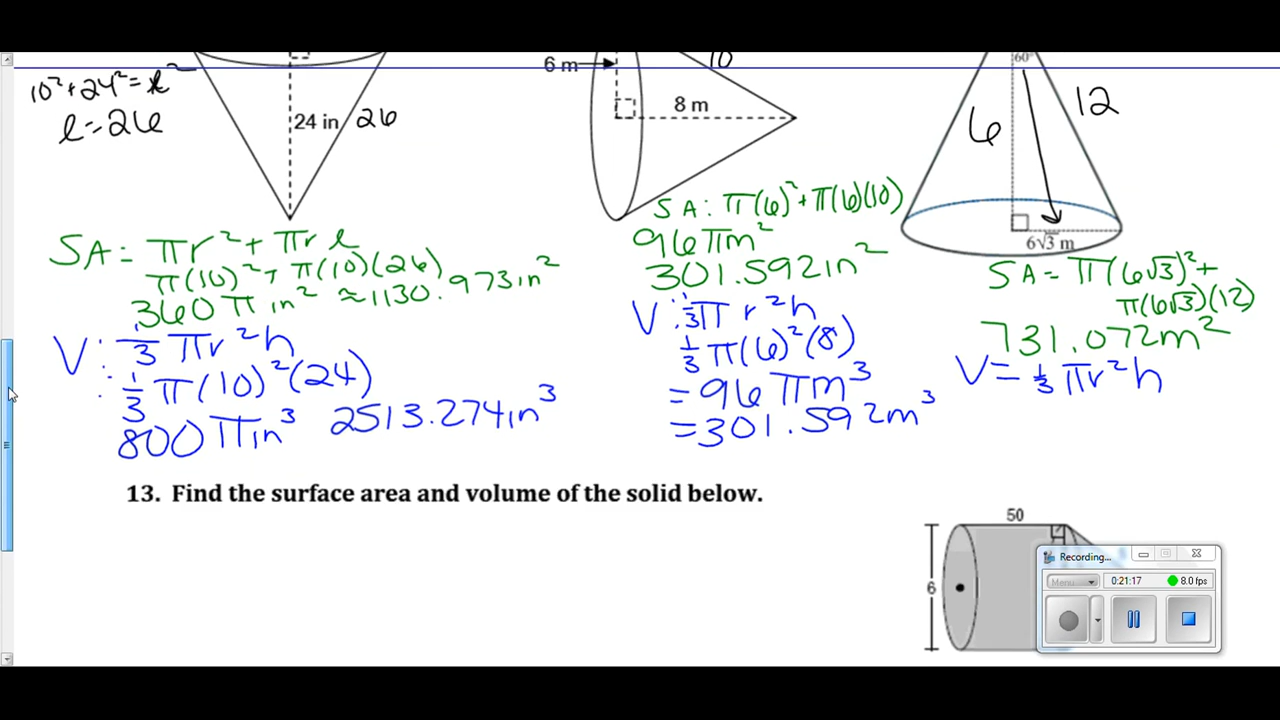 10² + 24² = l²
l = 26
24 in
26
SA = πr² + πr l
π(10)² + π(10)(26)
360π in² ≈ 1130.973 in²
V: 1/3 πr²h
1/3 π(10)²(24)
800π in³ 2513.274 in³
6 m
10
8 m
SA: π(6)² + π(6)(10)
96π m²
301.592 in²
V: 1/3 π r²h
1/3 π(6)²(8)
= 96π m³
= 301.592 m³
60°
6
12
6√3 m
SA = π(6√3)² +
π(6√3)(12)
731.072 m²
V = 1/3 πr²h
13. Find the surface area and volume of the solid below.
50
6
Recording...
Menu
0:21:17
8.0 fps